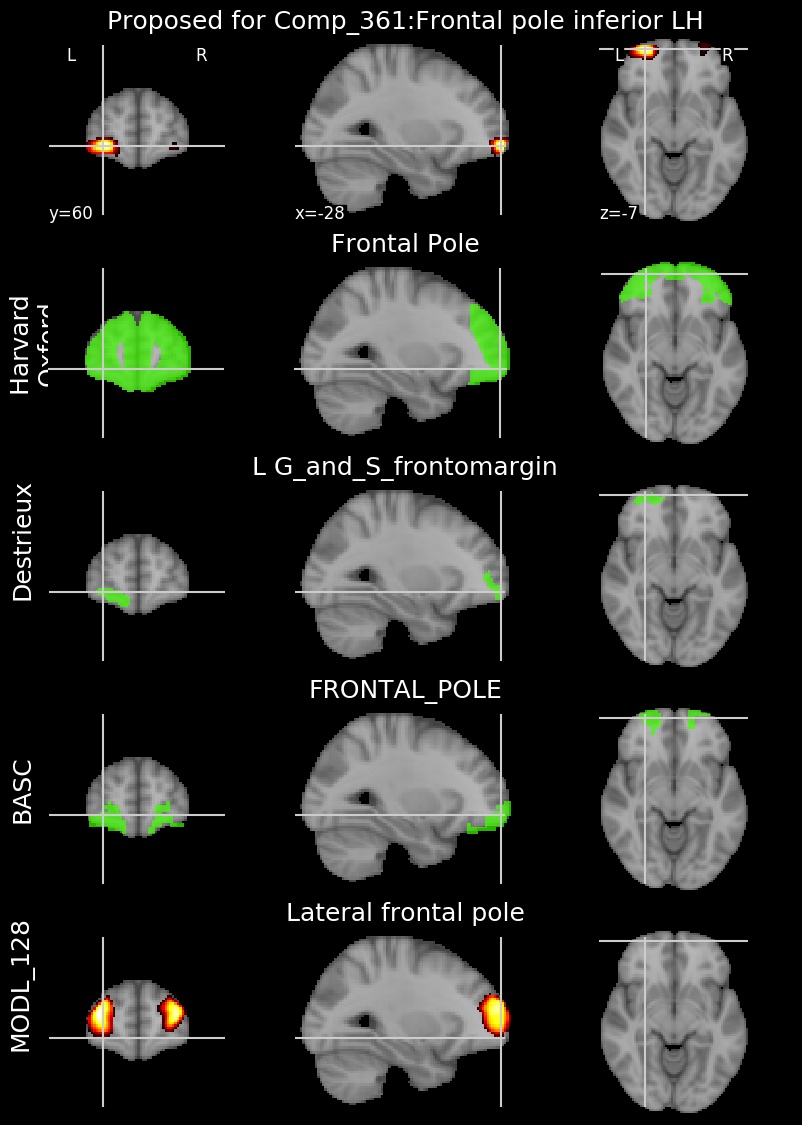 Proposed for Comp_361:Frontal pole inferior LH
L R L R
y=60 x=-28 z=-7
Frontal Pole
Harvard
Oxford
L G_and_S_frontomargin
Destrieux
FRONTAL_POLE
BASC
Lateral frontal pole
MODL_128